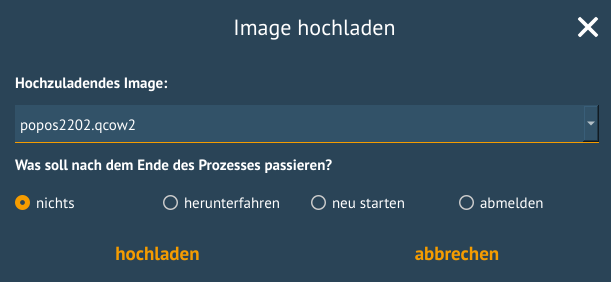 Image hochladen
Hochzuladendes Image:
popos2202.qcow2
Was soll nach dem Ende des Prozesses passieren?
nichts herunterfahren neu starten abmelden
hochladen abbrechen